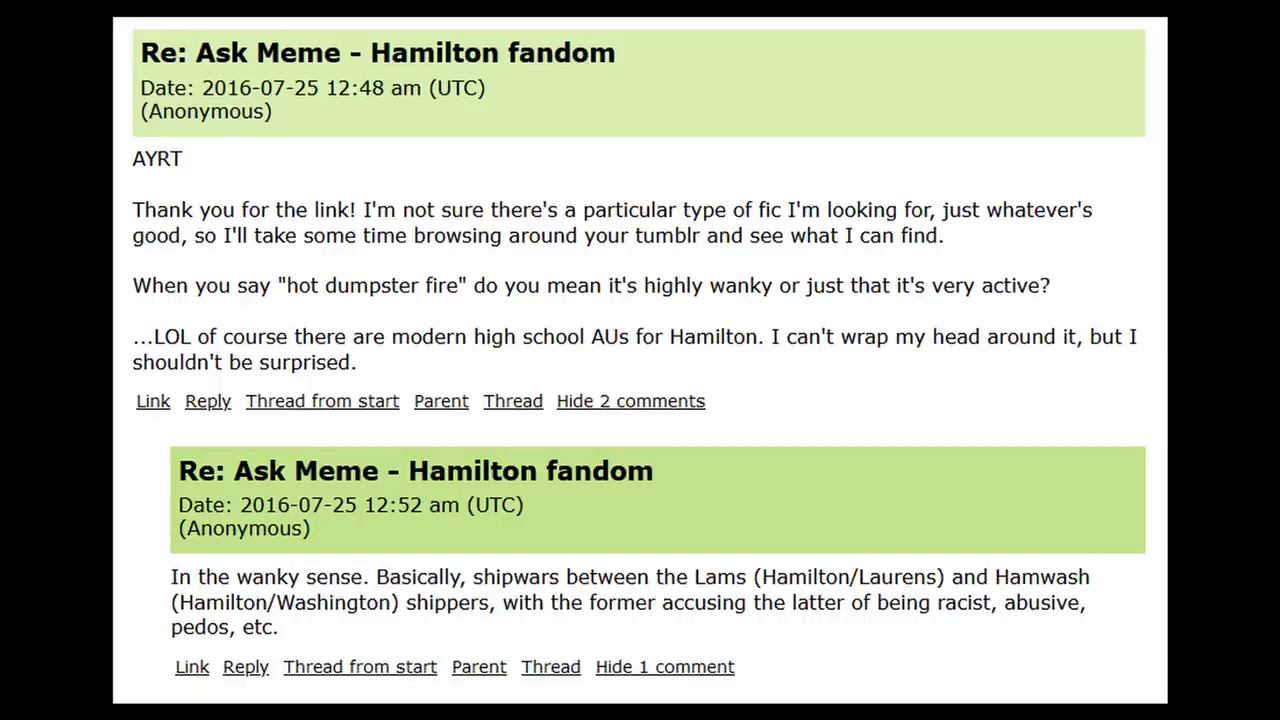 Re: Ask Meme - Hamilton fandom
Date: 2016-07-25 12:48 am (UTC)
(Anonymous)
AYRT
Thank you for the link! I'm not sure there's a particular type of fic I'm looking for, just whatever's
good, so I'll take some time browsing around your tumblr and see what I can find.
When you say "hot dumpster fire" do you mean it's highly wanky or just that it's very active?
...LOL of course there are modern high school AUs for Hamilton. I can't wrap my head around it, but I
shouldn't be surprised.
Link Reply Thread from start Parent Thread Hide 2 comments
Re: Ask Meme - Hamilton fandom
Date: 2016-07-25 12:52 am (UTC)
(Anonymous)
In the wanky sense. Basically, shipwars between the Lams (Hamilton/Laurens) and Hamwash
(Hamilton/Washington) shippers, with the former accusing the latter of being racist, abusive,
pedos, etc.
Link Reply Thread from start Parent Thread Hide 1 comment